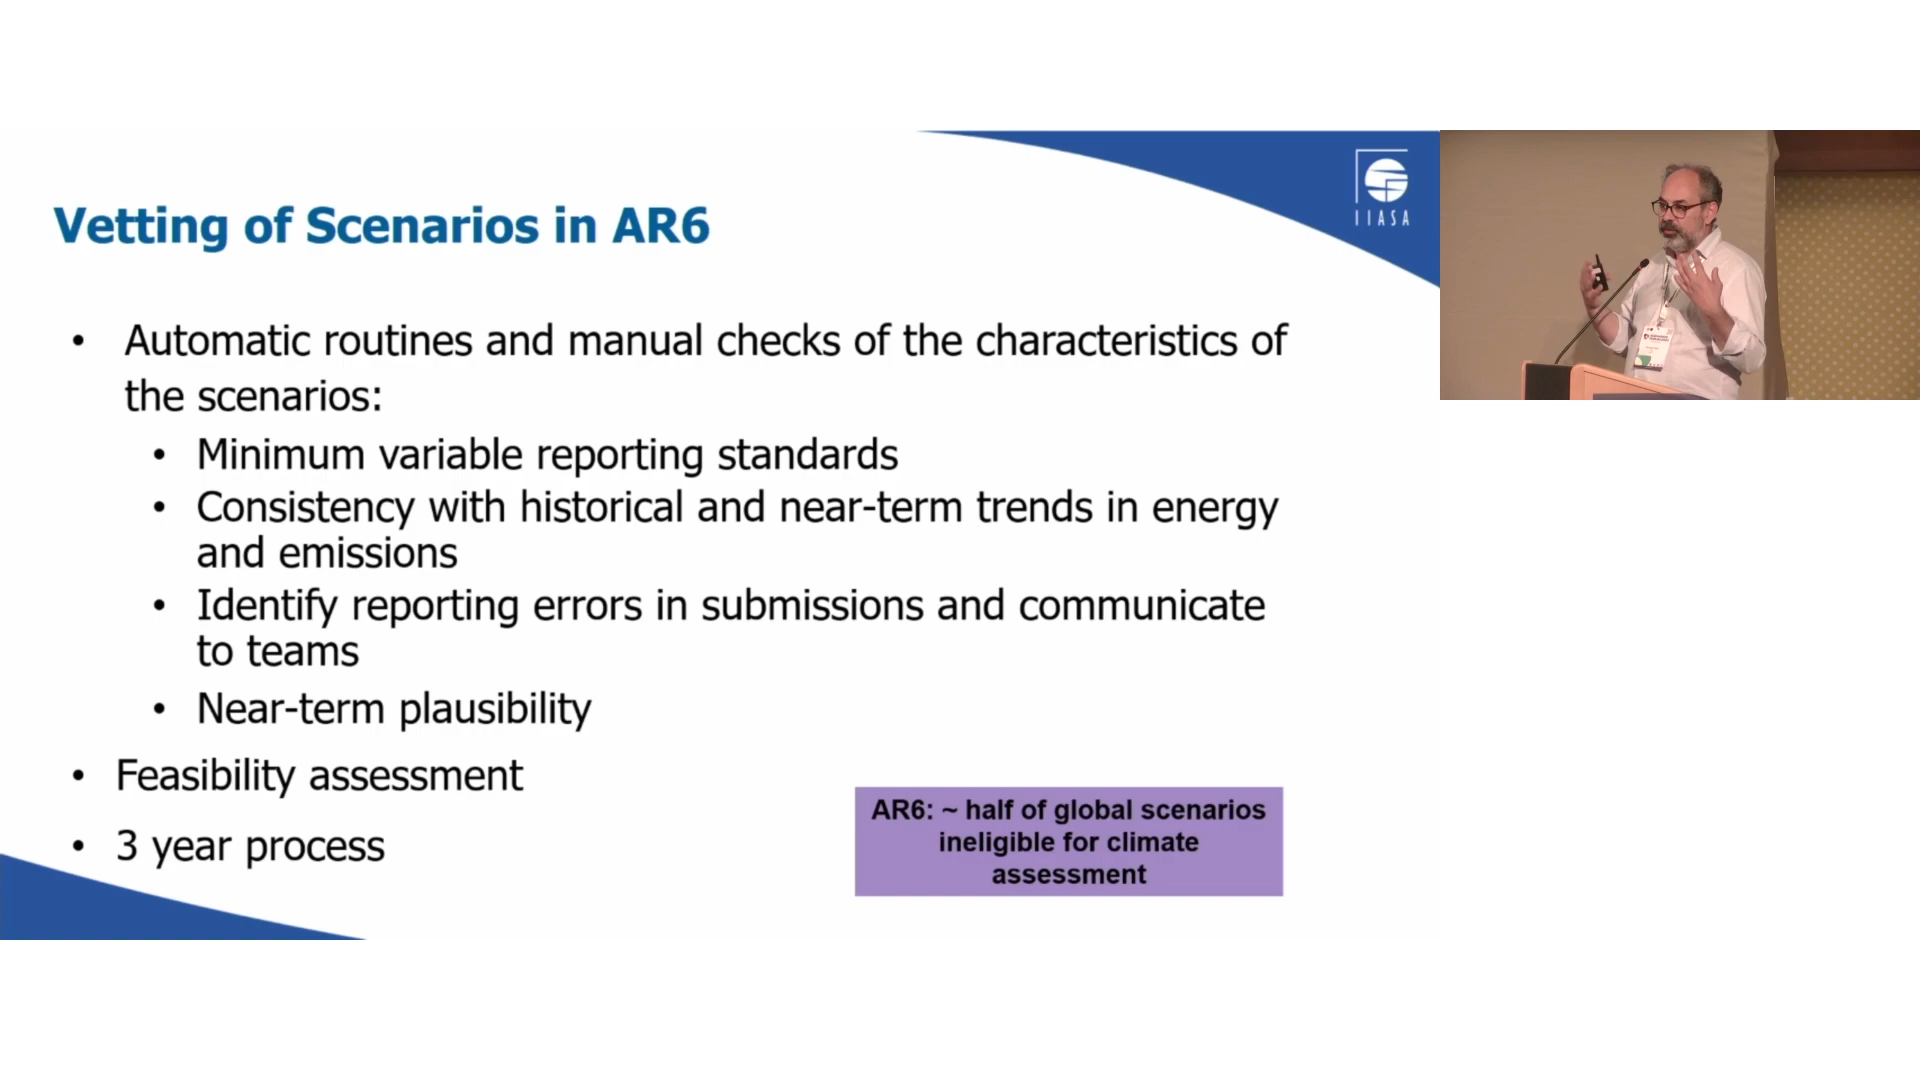 IIASA
Vetting of Scenarios in AR6
• Automatic routines and manual checks of the characteristics of
the scenarios:
• Minimum variable reporting standards
• Consistency with historical and near-term trends in energy
and emissions
• Identify reporting errors in submissions and communicate
to teams
• Near-term plausibility
• Feasibility assessment
• 3 year process
AR6: ~ half of global scenarios
ineligible for climate
assessment